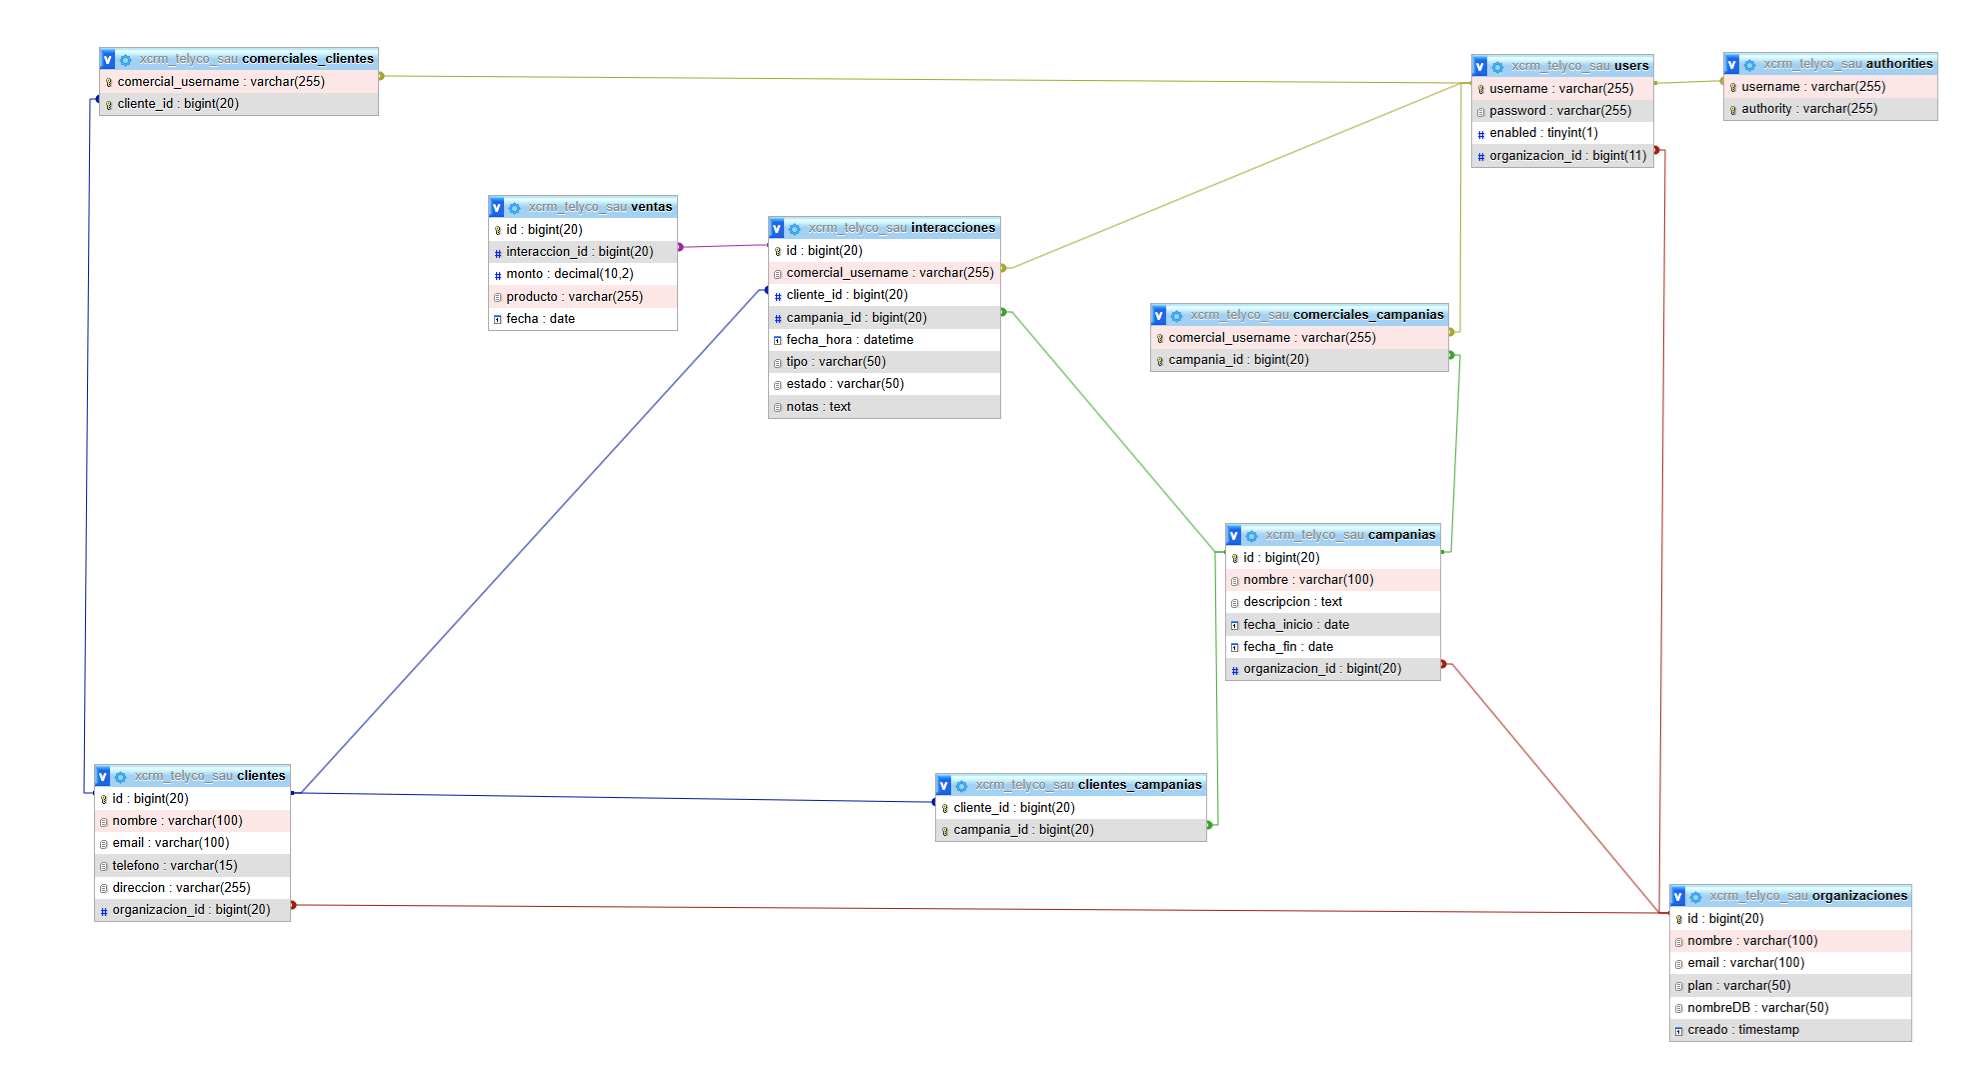 v xcrm_telyco_sau comerciales_clientes
comercial_username : varchar(255)
cliente_id : bigint(20)
v xcrm_telyco_sau users
username : varchar(255)
password : varchar(255)
# enabled : tinyint(1)
# organizacion_id : bigint(11)
v xcrm_telyco_sau authorities
username : varchar(255)
authority : varchar(255)
v xcrm_telyco_sau ventas
id : bigint(20)
# interaccion_id : bigint(20)
# monto : decimal(10,2)
producto : varchar(255)
fecha : date
v xcrm_telyco_sau interacciones
id : bigint(20)
comercial_username : varchar(255)
# cliente_id : bigint(20)
# campania_id : bigint(20)
fecha_hora : datetime
tipo : varchar(50)
estado : varchar(50)
notas : text
v xcrm_telyco_sau comerciales_campanias
comercial_username : varchar(255)
campania_id : bigint(20)
v xcrm_telyco_sau campanias
id : bigint(20)
nombre : varchar(100)
descripcion : text
fecha_inicio : date
fecha_fin : date
# organizacion_id : bigint(20)
v xcrm_telyco_sau clientes
id : bigint(20)
nombre : varchar(100)
email : varchar(100)
telefono : varchar(15)
direccion : varchar(255)
# organizacion_id : bigint(20)
v xcrm_telyco_sau clientes_campanias
cliente_id : bigint(20)
campania_id : bigint(20)
v xcrm_telyco_sau organizaciones
id : bigint(20)
nombre : varchar(100)
email : varchar(100)
plan : varchar(50)
nombreDB : varchar(50)
creado : timestamp